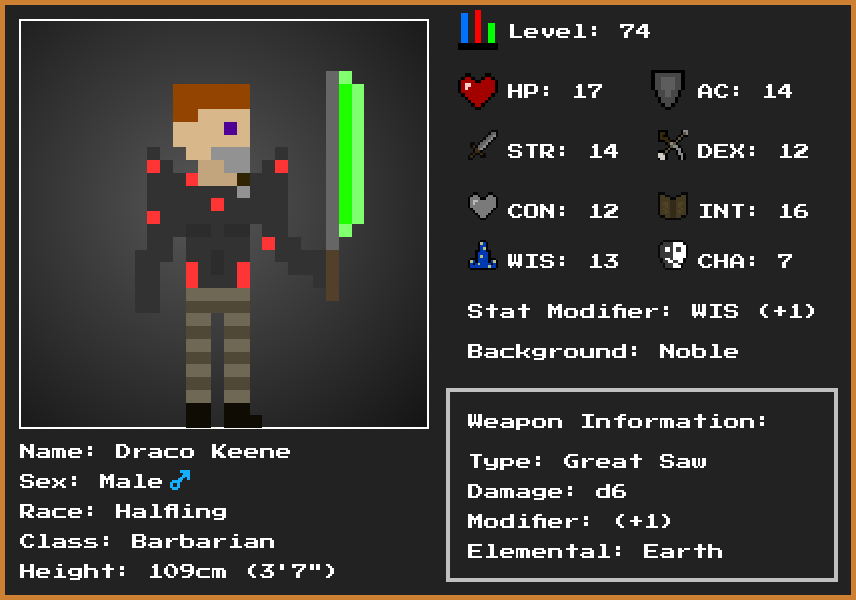 Level: 74
HP: 17
AC: 14
STR: 14
DEX: 12
CON: 12
INT: 16
WIS: 13
CHA: 7
Stat Modifier: WIS (+1)
Background: Noble
Name: Draco Keene
Sex: Male ♂
Race: Halfling
Class: Barbarian
Height: 109cm (3'7")
Weapon Information:
Type: Great Saw
Damage: d6
Modifier: (+1)
Elemental: Earth